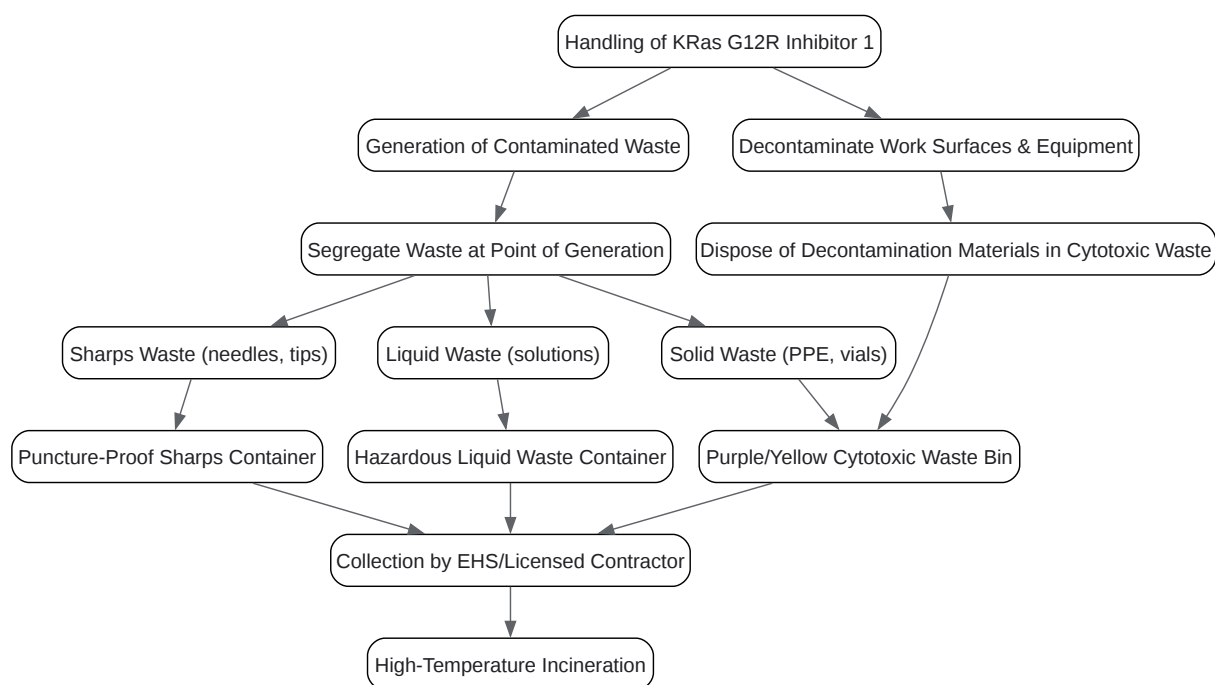 Handling of KRas G12R Inhibitor 1
Generation of Contaminated Waste
Decontaminate Work Surfaces & Equipment
Segregate Waste at Point of Generation
Dispose of Decontamination Materials in Cytotoxic Waste
Sharps Waste (needles, tips)
Liquid Waste (solutions)
Solid Waste (PPE, vials)
Puncture-Proof Sharps Container
Hazardous Liquid Waste Container
Purple/Yellow Cytotoxic Waste Bin
Collection by EHS/Licensed Contractor
High-Temperature Incineration